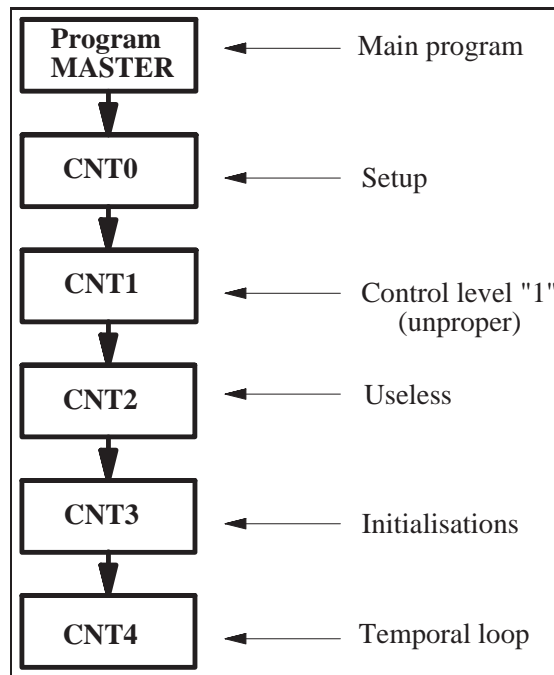 Program
MASTER
Main program
CNT0
Setup
CNT1
Control level "1"
(unproper)
CNT2
Useless
CNT3
Initialisations
CNT4
Temporal loop